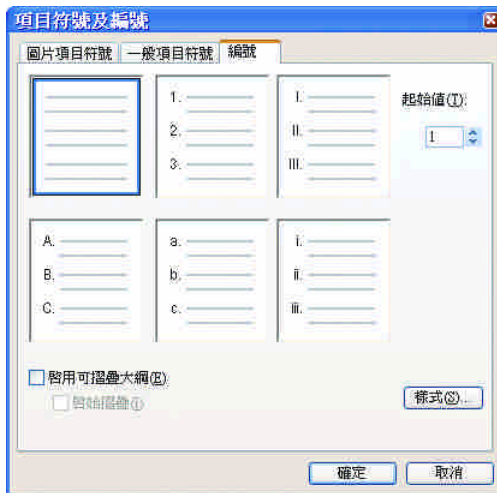 項目符號及編號
圖片項目符號 一般項目符號 編號
1.
2.
3.
I.
II.
III.
起始值(T):
1
A.
B.
C.
a.
b.
c.
i.
ii.
iii.
啓用可摺疊大綱(E)
啓始摺疊(I)
樣式(S)...
確定 取消